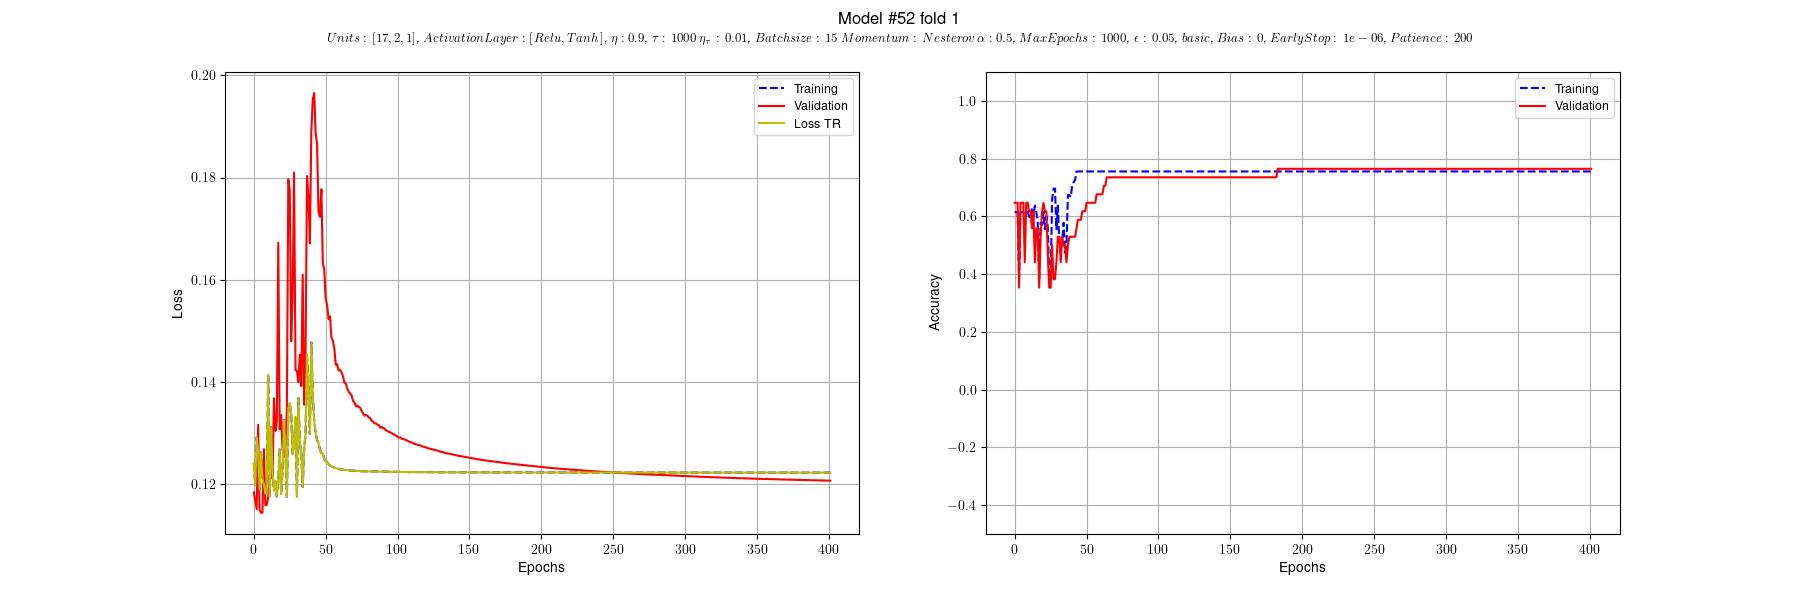 Model #52 fold 1
Units : [17, 2, 1], ActivationLayer : [Relu, Tanh], η : 0.9, τ : 1000 η_τ : 0.01, Batchsize : 15 Momentum : Nesterov α : 0.5, MaxEpochs : 1000, ϵ : 0.05, basic, Bias : 0, EarlyStop : 1e − 06, Patience : 200
0.20
0.18
0.16
0.14
0.12
Loss
Training
Validation
Loss TR
0 50 100 150 200 250 300 350 400
Epochs
1.0
0.8
0.6
0.4
0.2
0.0
−0.2
−0.4
Accuracy
Training
Validation
0 50 100 150 200 250 300 350 400
Epochs